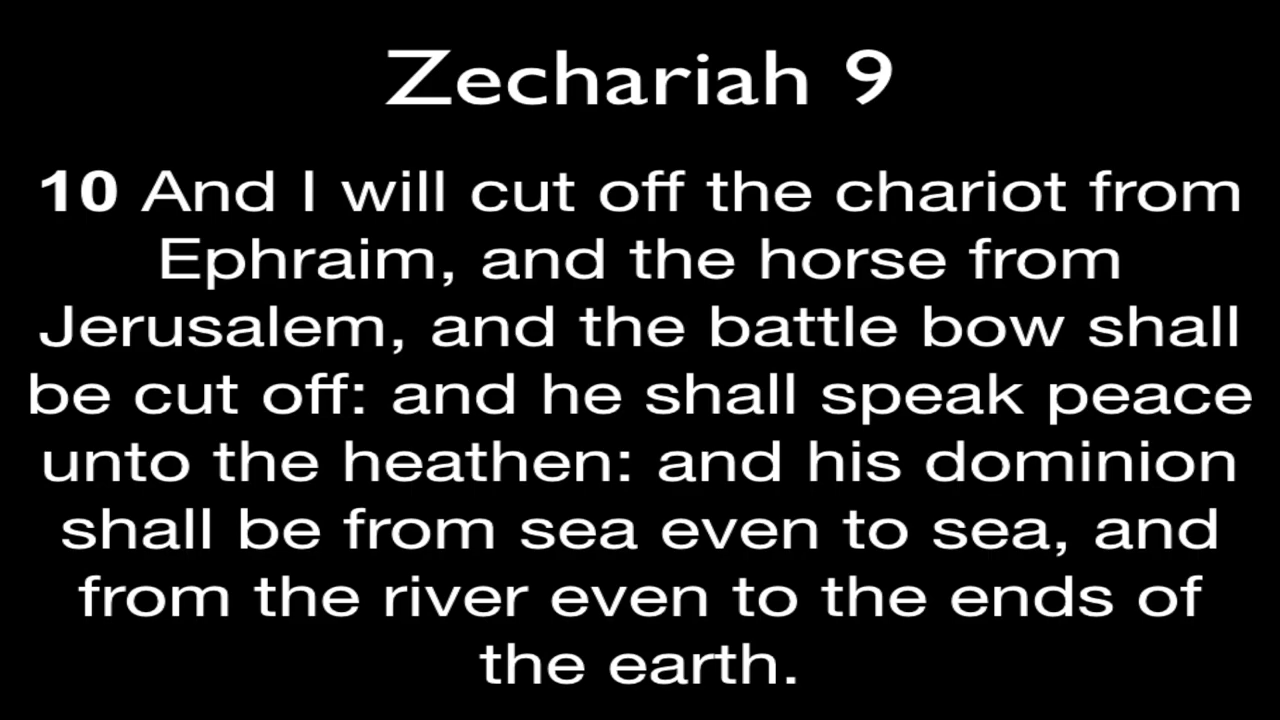 Zechariah 9
10 And I will cut off the chariot from
Ephraim, and the horse from
Jerusalem, and the battle bow shall
be cut off: and he shall speak peace
unto the heathen: and his dominion
shall be from sea even to sea, and
from the river even to the ends of
the earth.